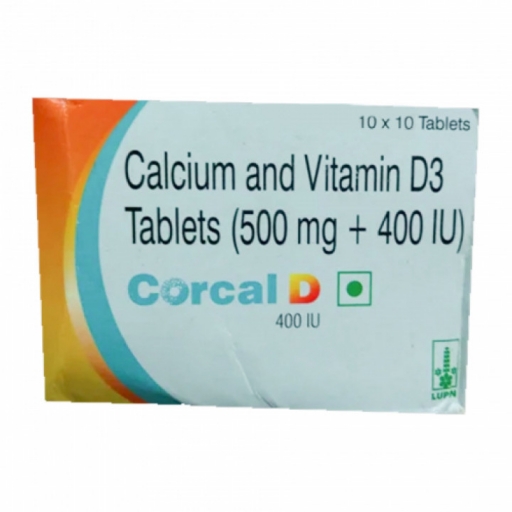 10 x 10 Tablets
Calcium and Vitamin D3
Tablets (500 mg + 400 IU)
Corcal D
400 IU
LUPIN